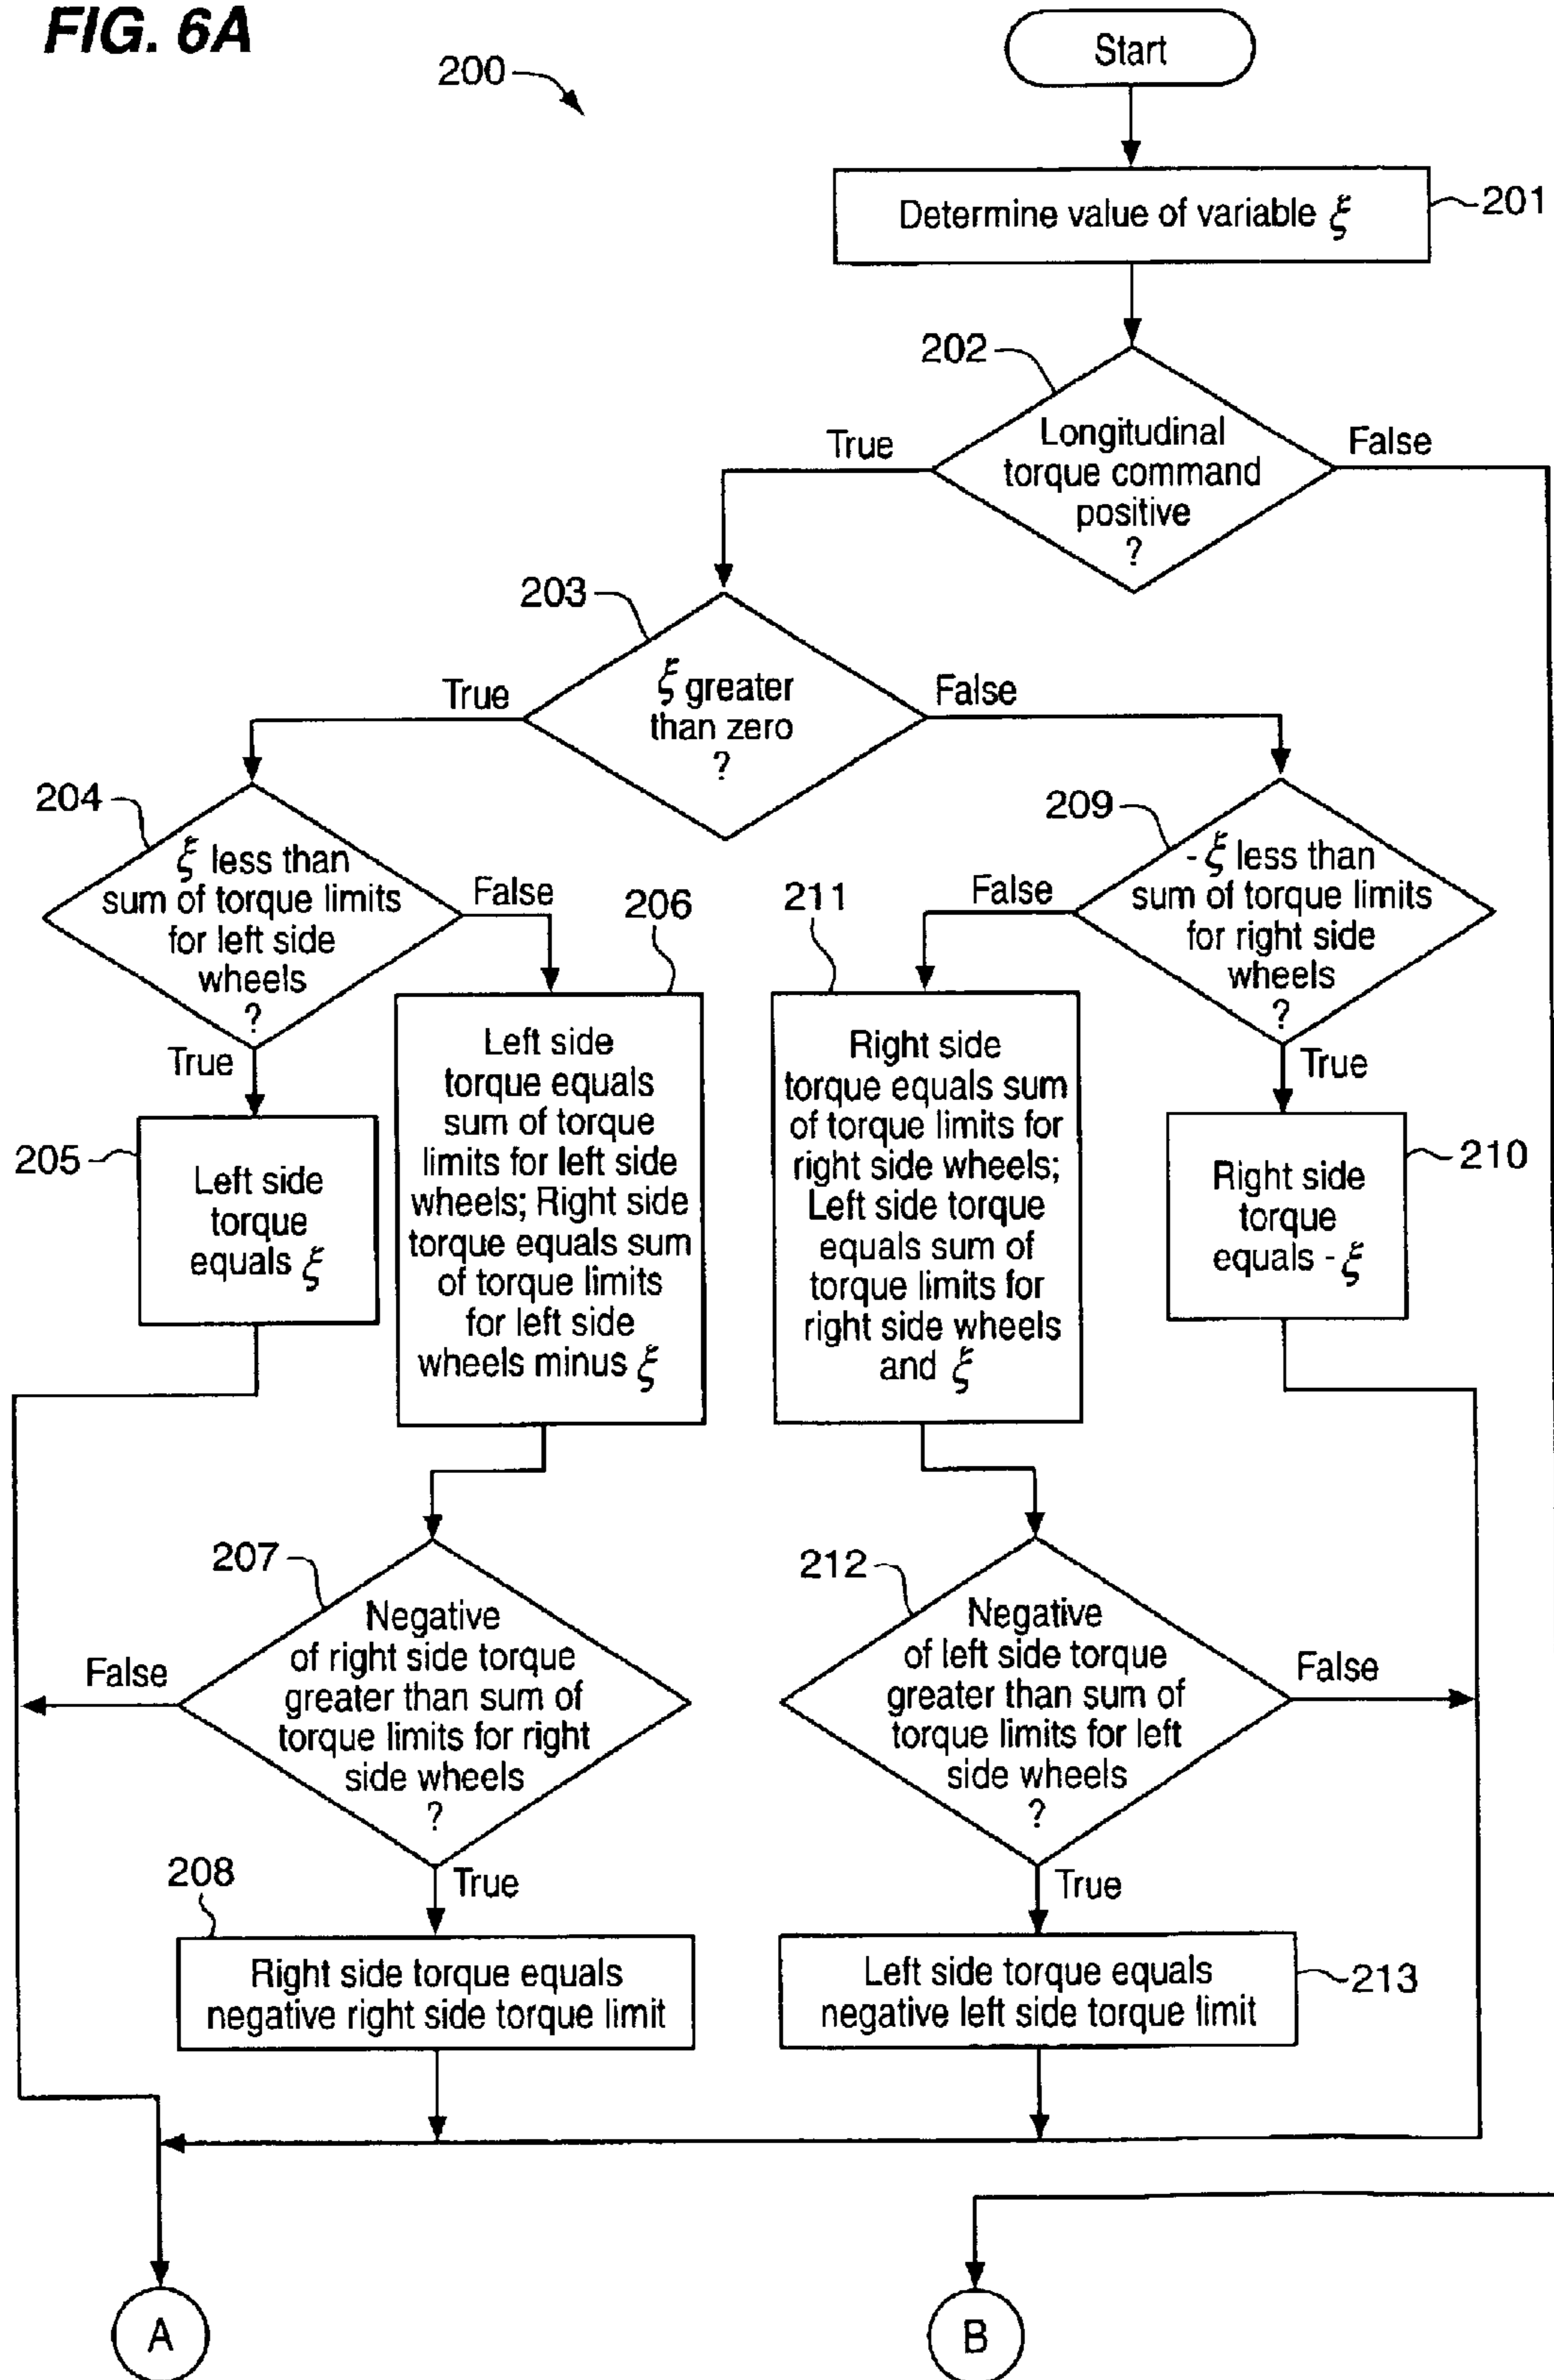 FIG. 6A
200
Start
Determine value of variable ξ
201
202
Longitudinal
torque command
positive
?
True
False
203
ξ greater
than zero
?
True
False
204
ξ less than
sum of torque limits
for left side
wheels
?
False
True
209
-ξ less than
sum of torque limits
for right side
wheels
?
False
True
205
Left side
torque
equals ξ
206
Left side
torque equals
sum of torque
limits for left side
wheels; Right side
torque equals sum
of torque limits
for left side
wheels minus ξ
211
Right side
torque equals sum
of torque limits for
right side wheels;
Left side torque
equals sum of
torque limits for
right side wheels
and ξ
210
Right side
torque
equals -ξ
207
Negative
of right side torque
greater than sum of
torque limits for right
side wheels
?
False
True
212
Negative
of left side torque
greater than sum of
torque limits for left
side wheels
?
False
True
208
Right side torque equals
negative right side torque limit
Left side torque equals
negative left side torque limit
213
A
B